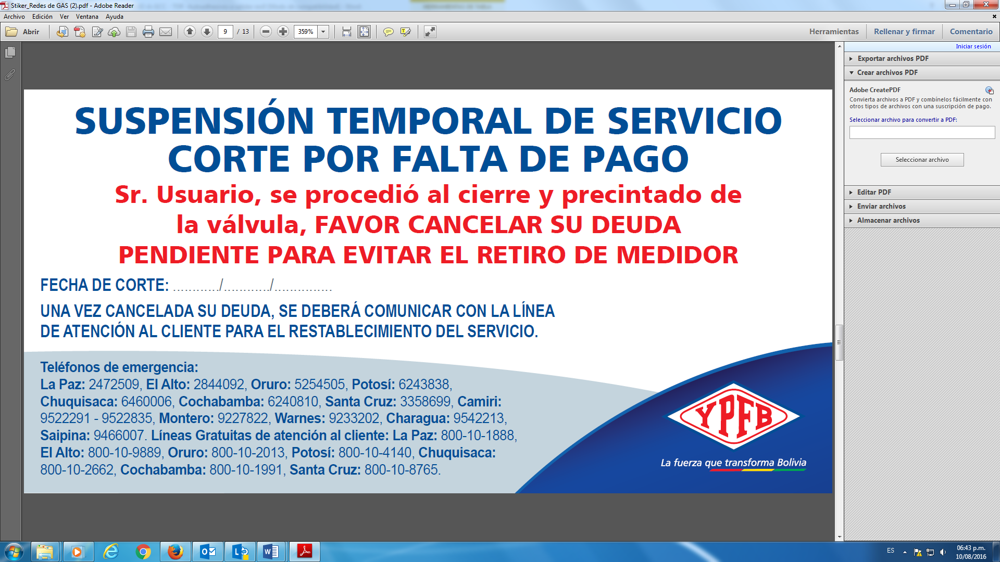 Stiker_Redes de GAS (2).pdf - Adobe Reader
Archivo Edición Ver Ventana Ayuda
Abrir 9 / 13 359% Herramientas Rellenar y firmar Comentario
Iniciar sesión
Exportar archivos PDF
Crear archivos PDF
Adobe CreatePDF
Convierta archivos a PDF y combínelos fácilmente con
otros tipos de archivos con una suscripción de pago.
Seleccionar archivo para convertir a PDF:
Seleccionar archivo
Editar PDF
Enviar archivos
Almacenar archivos
SUSPENSIÓN TEMPORAL DE SERVICIO
CORTE POR FALTA DE PAGO
Sr. Usuario, se procedió al cierre y precintado de
la válvula, FAVOR CANCELAR SU DEUDA
PENDIENTE PARA EVITAR EL RETIRO DE MEDIDOR
FECHA DE CORTE: ............/............/...............
UNA VEZ CANCELADA SU DEUDA, SE DEBERÁ COMUNICAR CON LA LÍNEA
DE ATENCIÓN AL CLIENTE PARA EL RESTABLECIMIENTO DEL SERVICIO.
Teléfonos de emergencia:
La Paz: 2472509, El Alto: 2844092, Oruro: 5254505, Potosí: 6243838,
Chuquisaca: 6460006, Cochabamba: 6240810, Santa Cruz: 3358699, Camiri:
9522291 - 9522835, Montero: 9227822, Warnes: 9233202, Charagua: 9542213,
Saipina: 9466007. Líneas Gratuitas de atención al cliente: La Paz: 800-10-1888,
El Alto: 800-10-9889, Oruro: 800-10-2013, Potosí: 800-10-4140, Chuquisaca:
800-10-2662, Cochabamba: 800-10-1991, Santa Cruz: 800-10-8765.
YPFB
La fuerza que transforma Bolivia
ES
06:43 p.m.
10/08/2016